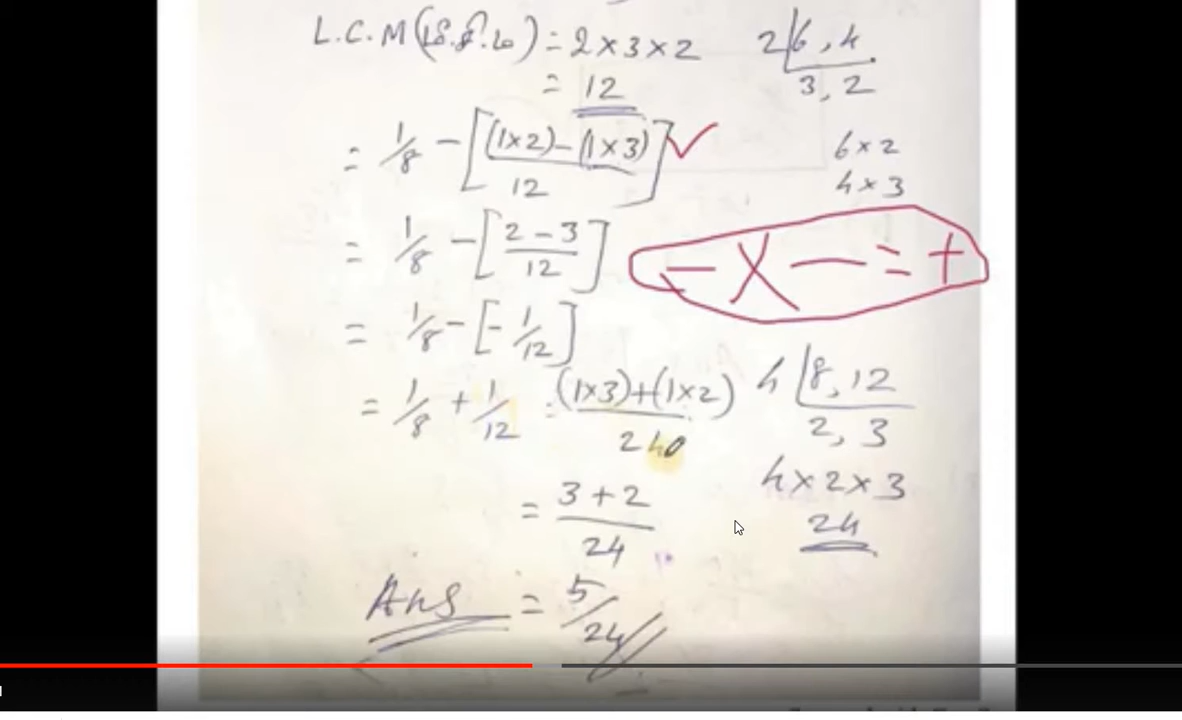 L.C.M ( ) = 2 × 3 × 2
2 | 6 , 4
= 12
3 , 2
= 1/8 - [(1×2) - (1×3) / 12] ✓
6 × 2
4 × 3
= 1/8 - [2 - 3 / 12]
- X - = +
= 1/8 - [- 1/12]
= 1/8 + 1/12 = (1×3)+(1×2) / 24
4 | 8, 12
2, 3
= 3 + 2 / 24
4 × 2 × 3
24
Ans = 5/24